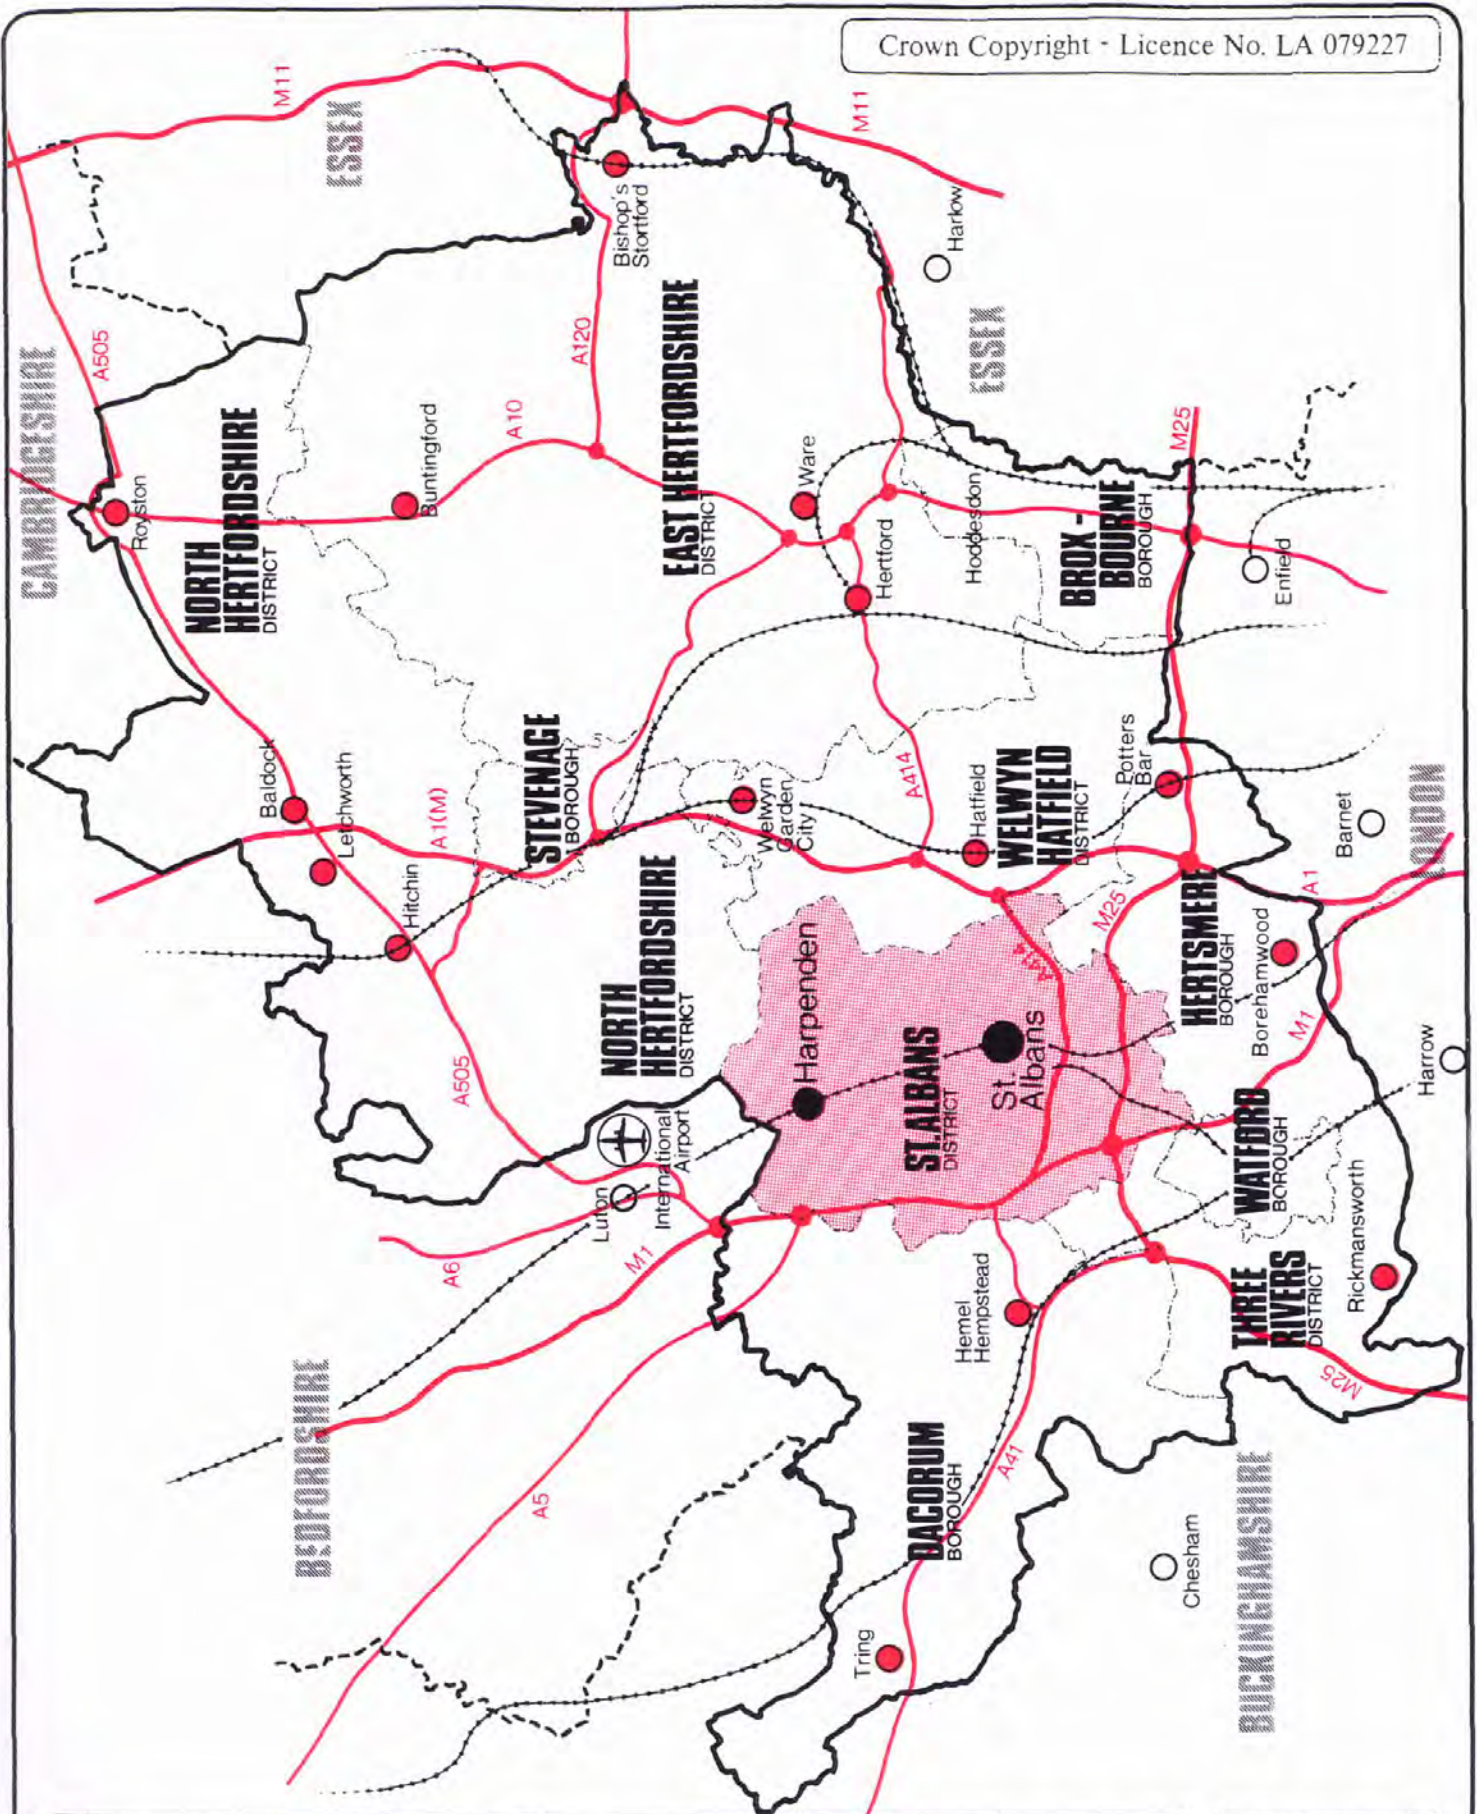 Crown Copyright - Licence No. LA 079227
CAMBRIDGESHIRE
ESSEX
ESSEX
BEDFORDSHIRE
BUCKINGHAMSHIRE
LONDON
NORTH
HERTFORDSHIRE
DISTRICT
EAST HERTFORDSHIRE
DISTRICT
STEVENAGE
BOROUGH
NORTH
HERTFORDSHIRE
DISTRICT
BROX-
BOURNE
BOROUGH
WELWYN
HATFIELD
DISTRICT
ST.ALBANS
DISTRICT
HERTSMERE
BOROUGH
WATFORD
BOROUGH
THREE
RIVERS
DISTRICT
DACORUM
BOROUGH
Royston
Buntingford
Bishop's
Stortford
Harlow
Baldock
Letchworth
Hitchin
Ware
Hertford
Hoddesdon
Enfield
Welwyn
Garden
City
Hatfield
Potters
Bar
Barnet
Borehamwood
Harrow
Harpenden
St.
Albans
Luton
International
Airport
Hemel
Hempstead
Rickmansworth
Tring
Chesham
M11
M11
A505
A120
A10
A1(M)
A505
A414
A414
M25
M25
M25
A1
M1
M1
A6
A5
A41